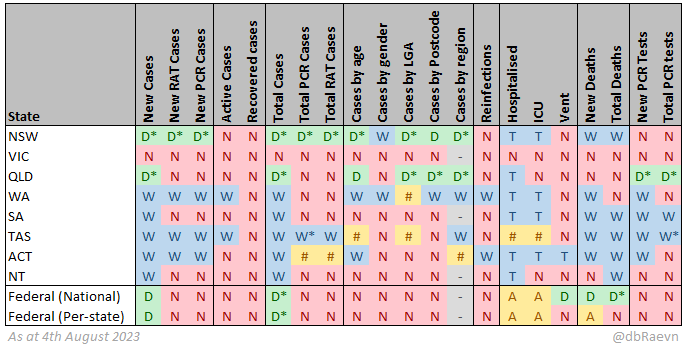 State New Cases New RAT Cases New PCR Cases Active Cases Recovered cases Total Cases Total PCR Cases Total RAT Cases Cases by age Cases by gender Cases by LGA Cases by Postcode Cases by region Reinfections Hospitalised ICU Vent New Deaths Total Deaths New PCR Tests Total PCR tests
NSW D* D* D* N N D* D* D* D* W D* D D* N T T N W W N N
VIC N N N N N N N N N N N N - N N N N N N N N
QLD D* N N N N D* N N D N D* D* D* N T N N N N D* D*
WA W W W W N W N N W W # W W W T T N W N W N
SA W N N N N W N N N N N N - N T T N W W W W
TAS W W W W N W W* W # N # N W N # # N W W W W*
ACT W W W W N W # # W N N N # W T T T W W W N
NT W N N N N W N N N N N N - N T N N N W N N
Federal (National) D N N N N D* N N N N N N - N A A D D D* N N
Federal (Per-state) D N N N N D* N N N N N N - N A A N A N N N
As at 4th August 2023 @dbRaevn